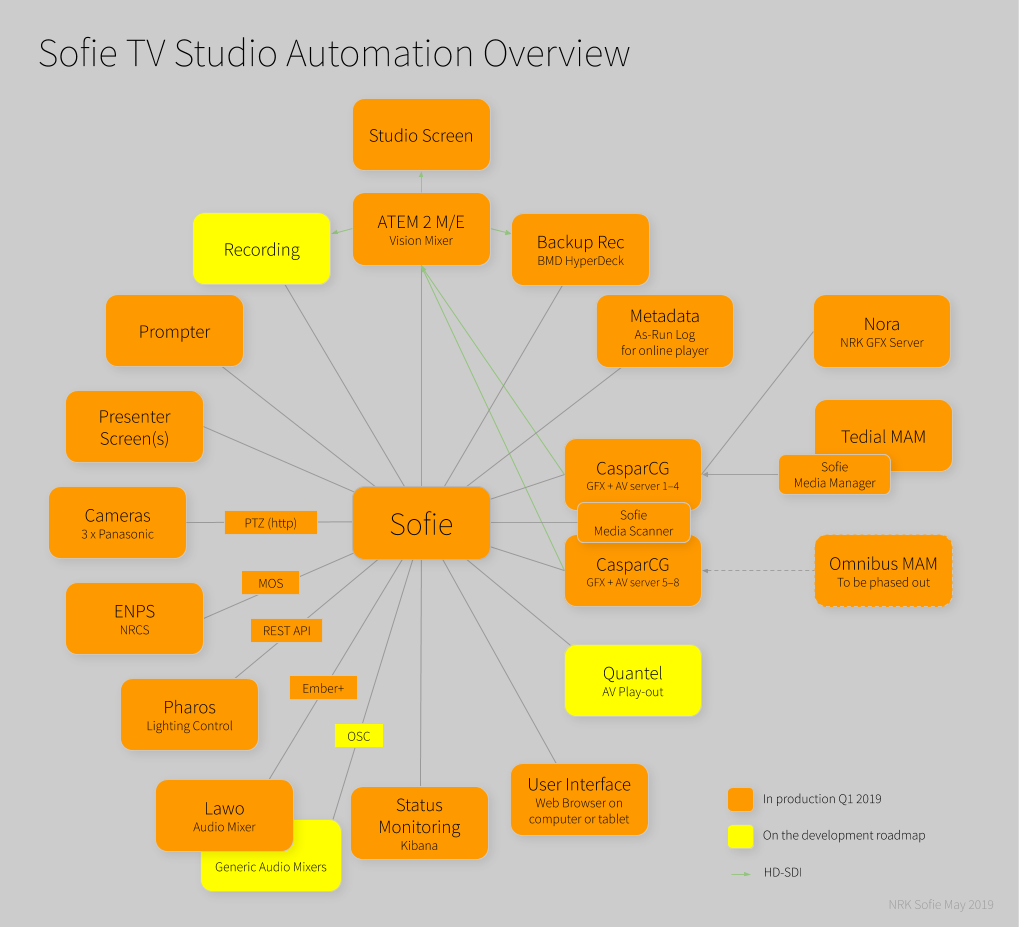 Sofie TV Studio Automation Overview
Studio Screen
ATEM 2 M/E
Vision Mixer
Recording
Backup Rec
BMD HyperDeck
Prompter
Metadata
As-Run Log
for online player
Nora
NRK GFX Server
Presenter
Screen(s)
Tedial MAM
Sofie
Media Manager
CasparCG
GFX + AV server 1–4
Cameras
3 x Panasonic
PTZ (http)
Sofie
Sofie
Media Scanner
CasparCG
GFX + AV server 5–8
Omnibus MAM
To be phased out
MOS
ENPS
NRCS
REST API
Quantel
AV Play-out
Ember+
Pharos
Lighting Control
OSC
Lawo
Audio Mixer
Generic Audio Mixers
Status
Monitoring
Kibana
User Interface
Web Browser on
computer or tablet
In production Q1 2019
On the development roadmap
HD-SDI
NRK Sofie May 2019